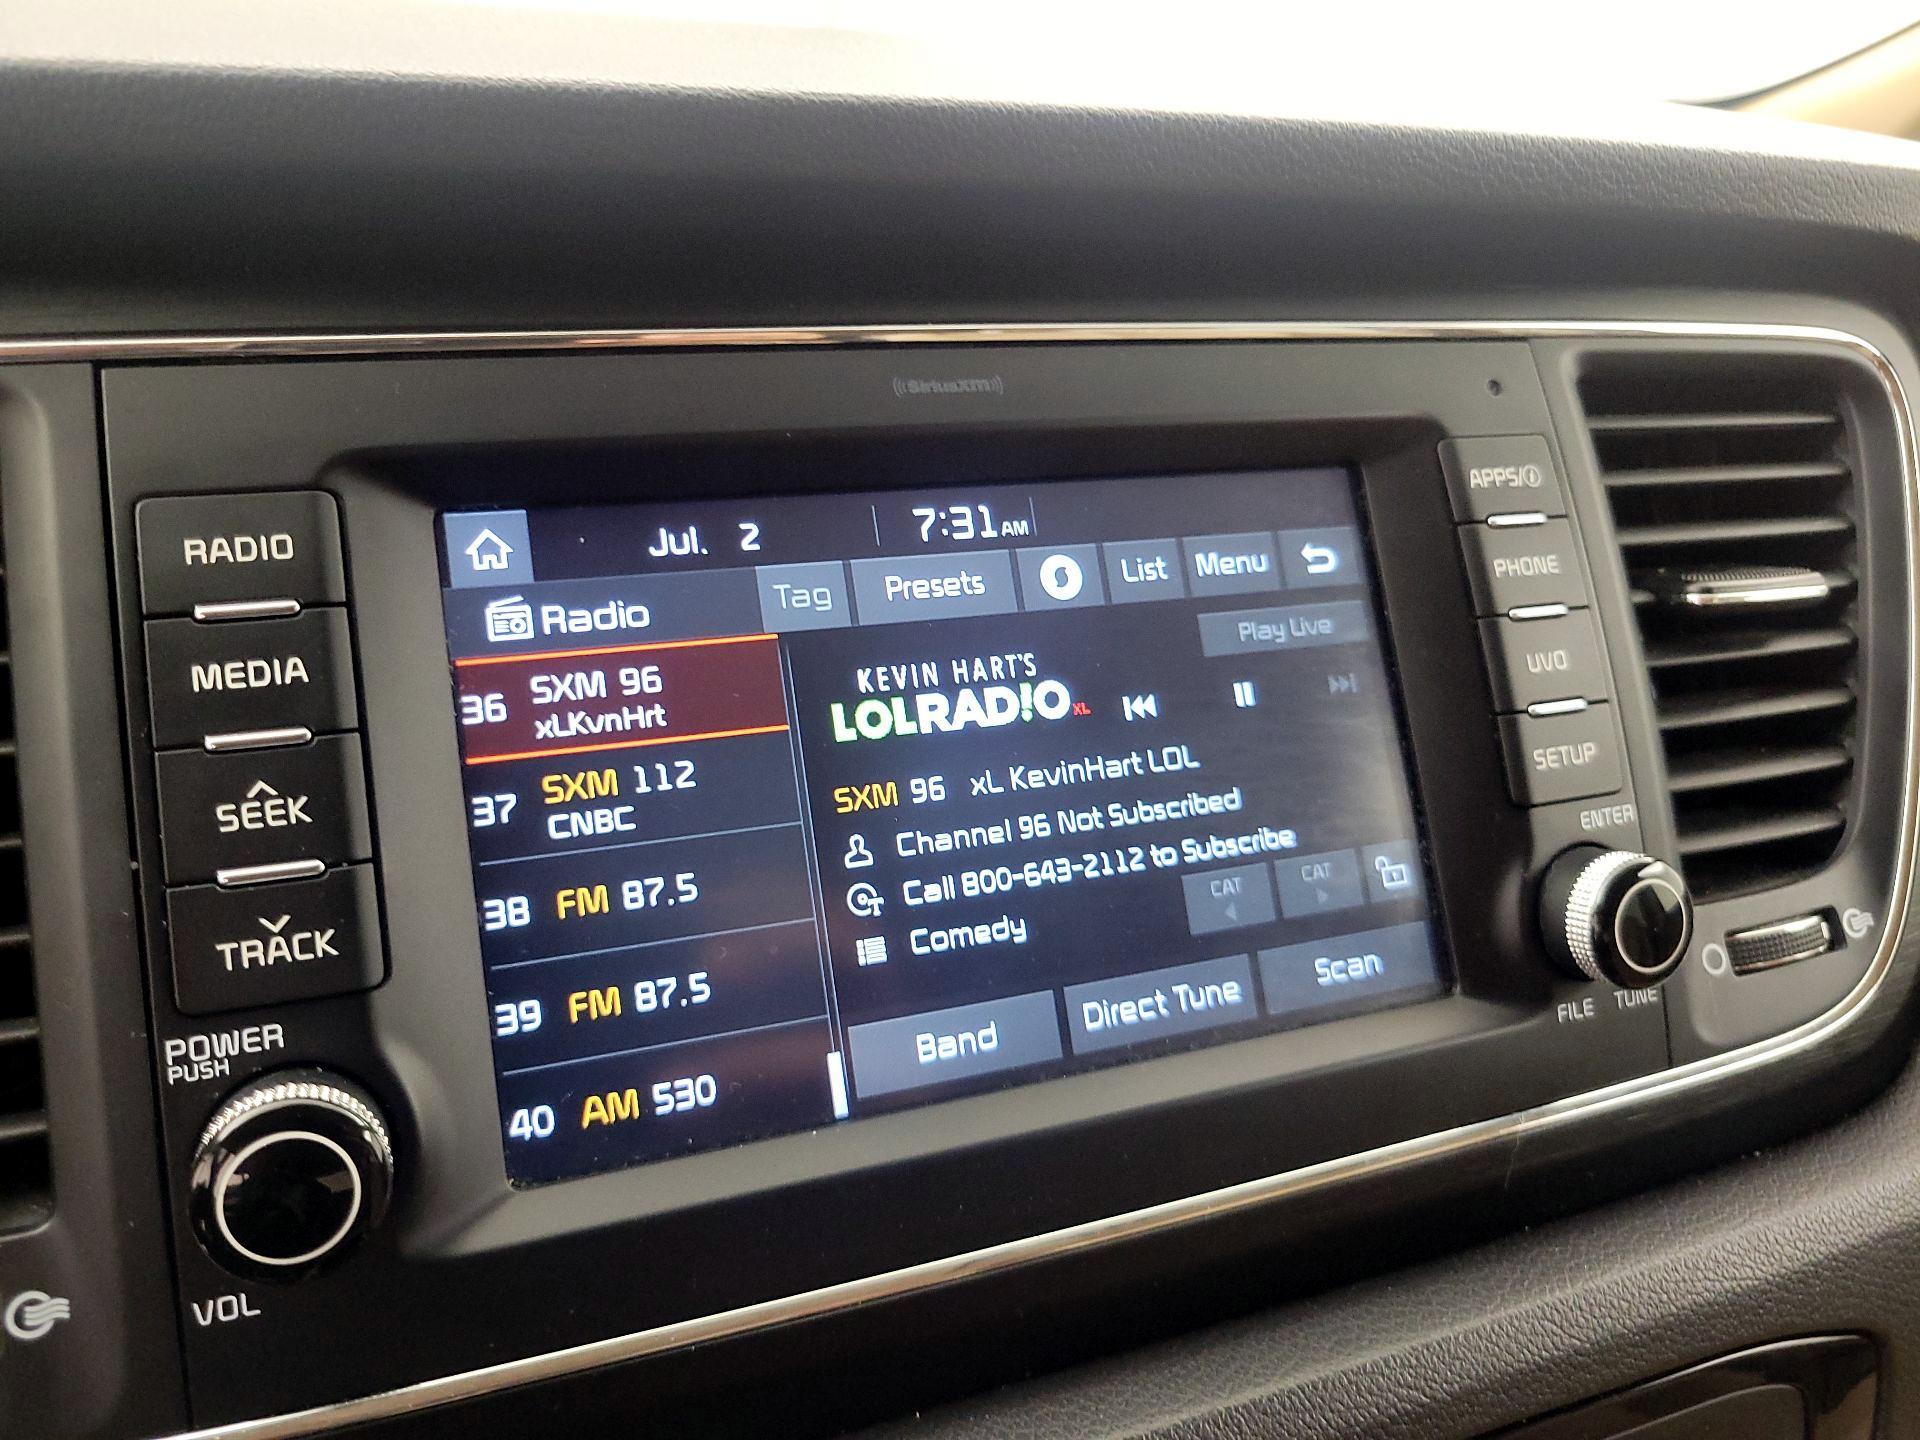 ((SiriusXM))
RADIO
MEDIA
SEEK
TRACK
POWER
PUSH
VOL
Jul. 2
7:31 AM
Radio
Tag
Presets
List
Menu
Play Live
36 SXM 96
xLKvnHrt
37 SXM 112
CNBC
38 FM 87.5
39 FM 87.5
40 AM 530
KEVIN HART'S
LOLRAD!O XL
SXM 96 xL KevinHart LOL
Channel 96 Not Subscribed
Call 800-643-2112 to Subscribe
Comedy
CAT
CAT
Band
Direct Tune
Scan
APPS/i
PHONE
UVO
SETUP
ENTER
FILE
TUNE